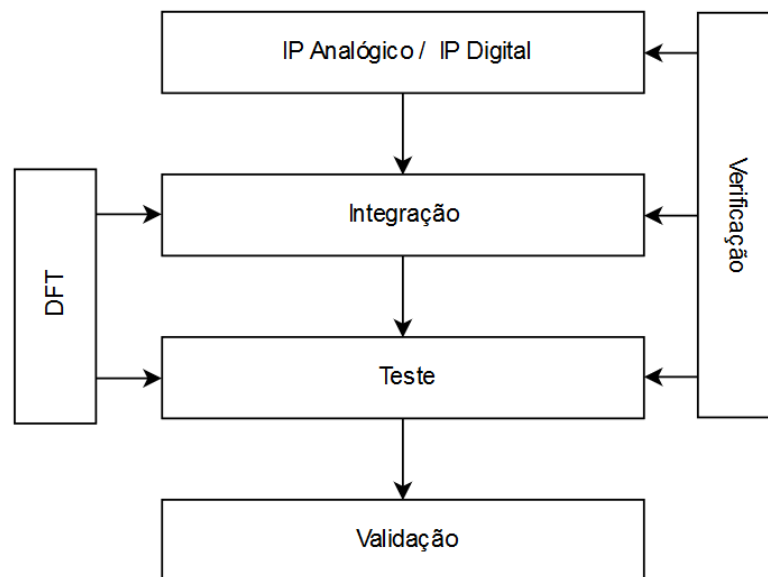 IP Analógico / IP Digital
Verificação
Integração
DFT
Teste
Validação